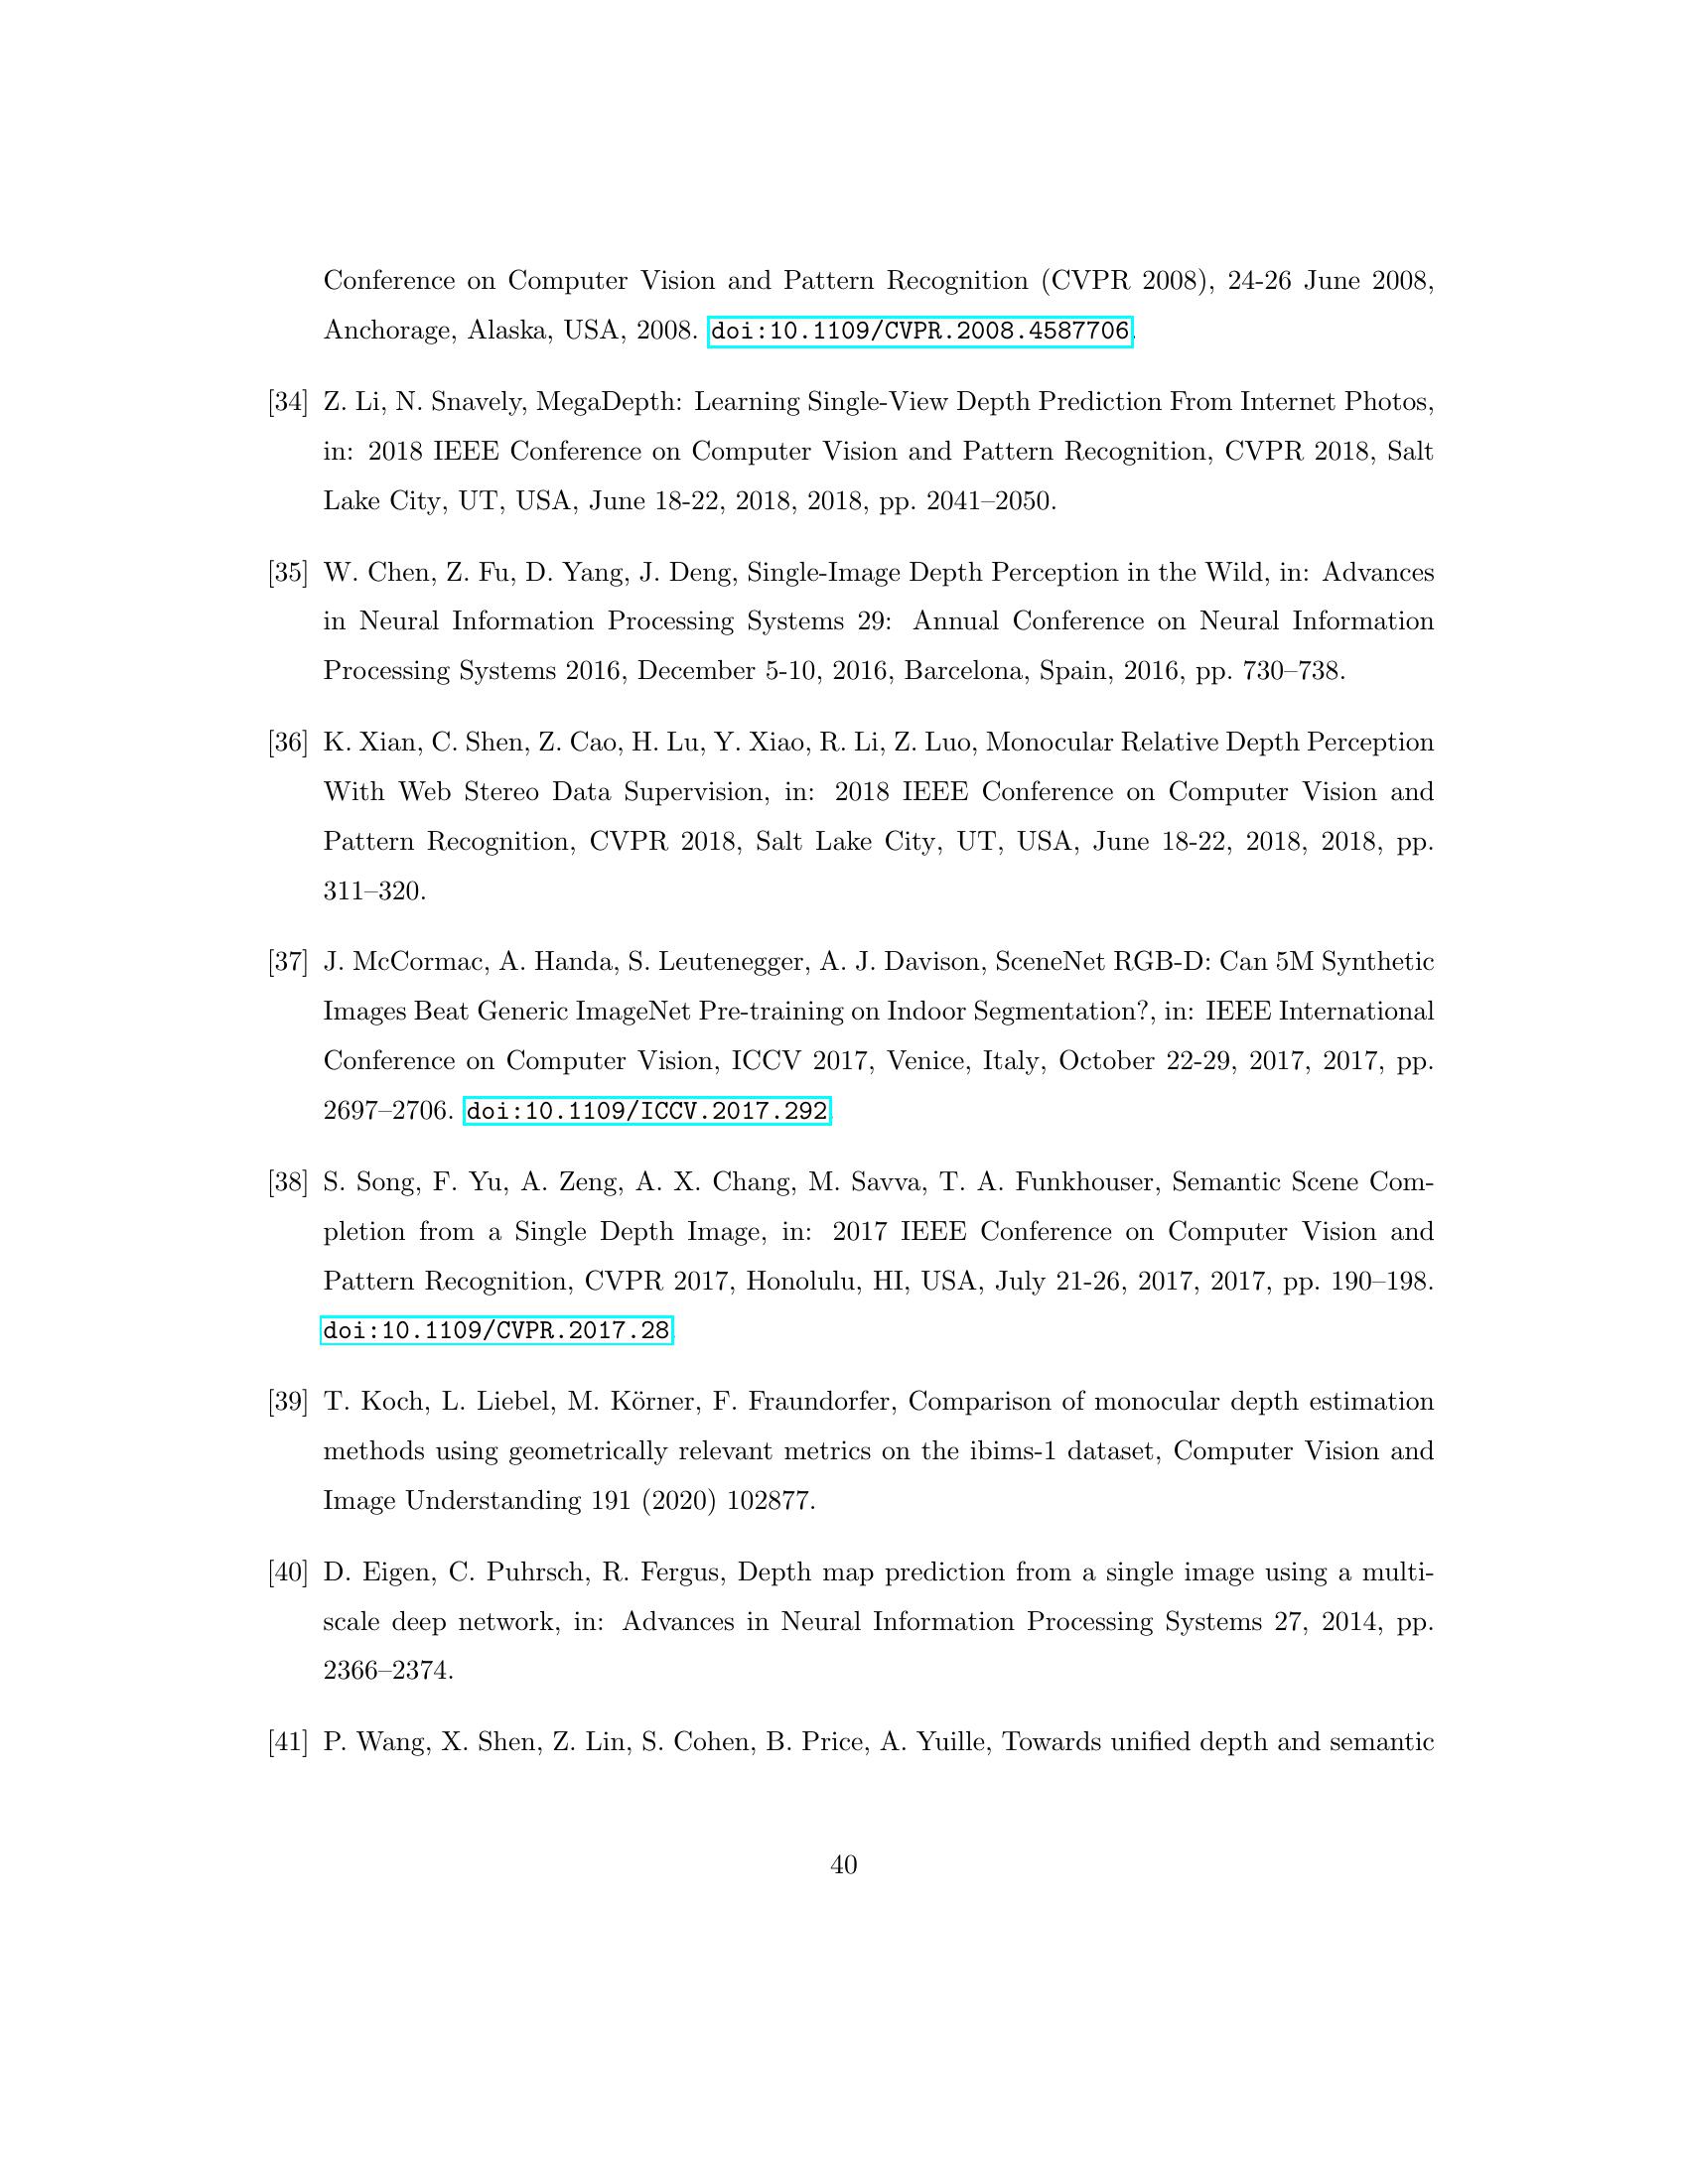 Conference on Computer Vision and Pattern Recognition (CVPR 2008), 24-26 June 2008,
Anchorage, Alaska, USA, 2008. doi:10.1109/CVPR.2008.4587706.
[34] Z. Li, N. Snavely, MegaDepth: Learning Single-View Depth Prediction From Internet Photos,
in: 2018 IEEE Conference on Computer Vision and Pattern Recognition, CVPR 2018, Salt
Lake City, UT, USA, June 18-22, 2018, 2018, pp. 2041–2050.
[35] W. Chen, Z. Fu, D. Yang, J. Deng, Single-Image Depth Perception in the Wild, in: Advances
in Neural Information Processing Systems 29: Annual Conference on Neural Information
Processing Systems 2016, December 5-10, 2016, Barcelona, Spain, 2016, pp. 730–738.
[36] K. Xian, C. Shen, Z. Cao, H. Lu, Y. Xiao, R. Li, Z. Luo, Monocular Relative Depth Perception
With Web Stereo Data Supervision, in: 2018 IEEE Conference on Computer Vision and
Pattern Recognition, CVPR 2018, Salt Lake City, UT, USA, June 18-22, 2018, 2018, pp.
311–320.
[37] J. McCormac, A. Handa, S. Leutenegger, A. J. Davison, SceneNet RGB-D: Can 5M Synthetic
Images Beat Generic ImageNet Pre-training on Indoor Segmentation?, in: IEEE International
Conference on Computer Vision, ICCV 2017, Venice, Italy, October 22-29, 2017, 2017, pp.
2697–2706. doi:10.1109/ICCV.2017.292.
[38] S. Song, F. Yu, A. Zeng, A. X. Chang, M. Savva, T. A. Funkhouser, Semantic Scene Com-
pletion from a Single Depth Image, in: 2017 IEEE Conference on Computer Vision and
Pattern Recognition, CVPR 2017, Honolulu, HI, USA, July 21-26, 2017, 2017, pp. 190–198.
doi:10.1109/CVPR.2017.28.
[39] T. Koch, L. Liebel, M. Körner, F. Fraundorfer, Comparison of monocular depth estimation
methods using geometrically relevant metrics on the ibims-1 dataset, Computer Vision and
Image Understanding 191 (2020) 102877.
[40] D. Eigen, C. Puhrsch, R. Fergus, Depth map prediction from a single image using a multi-
scale deep network, in: Advances in Neural Information Processing Systems 27, 2014, pp.
2366–2374.
[41] P. Wang, X. Shen, Z. Lin, S. Cohen, B. Price, A. Yuille, Towards unified depth and semantic
40